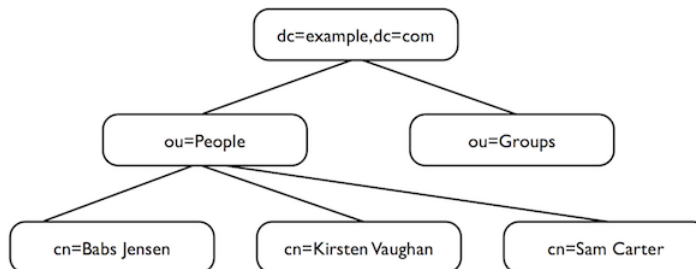 dc=example,dc=com
ou=People
ou=Groups
cn=Babs Jensen
cn=Kirsten Vaughan
cn=Sam Carter